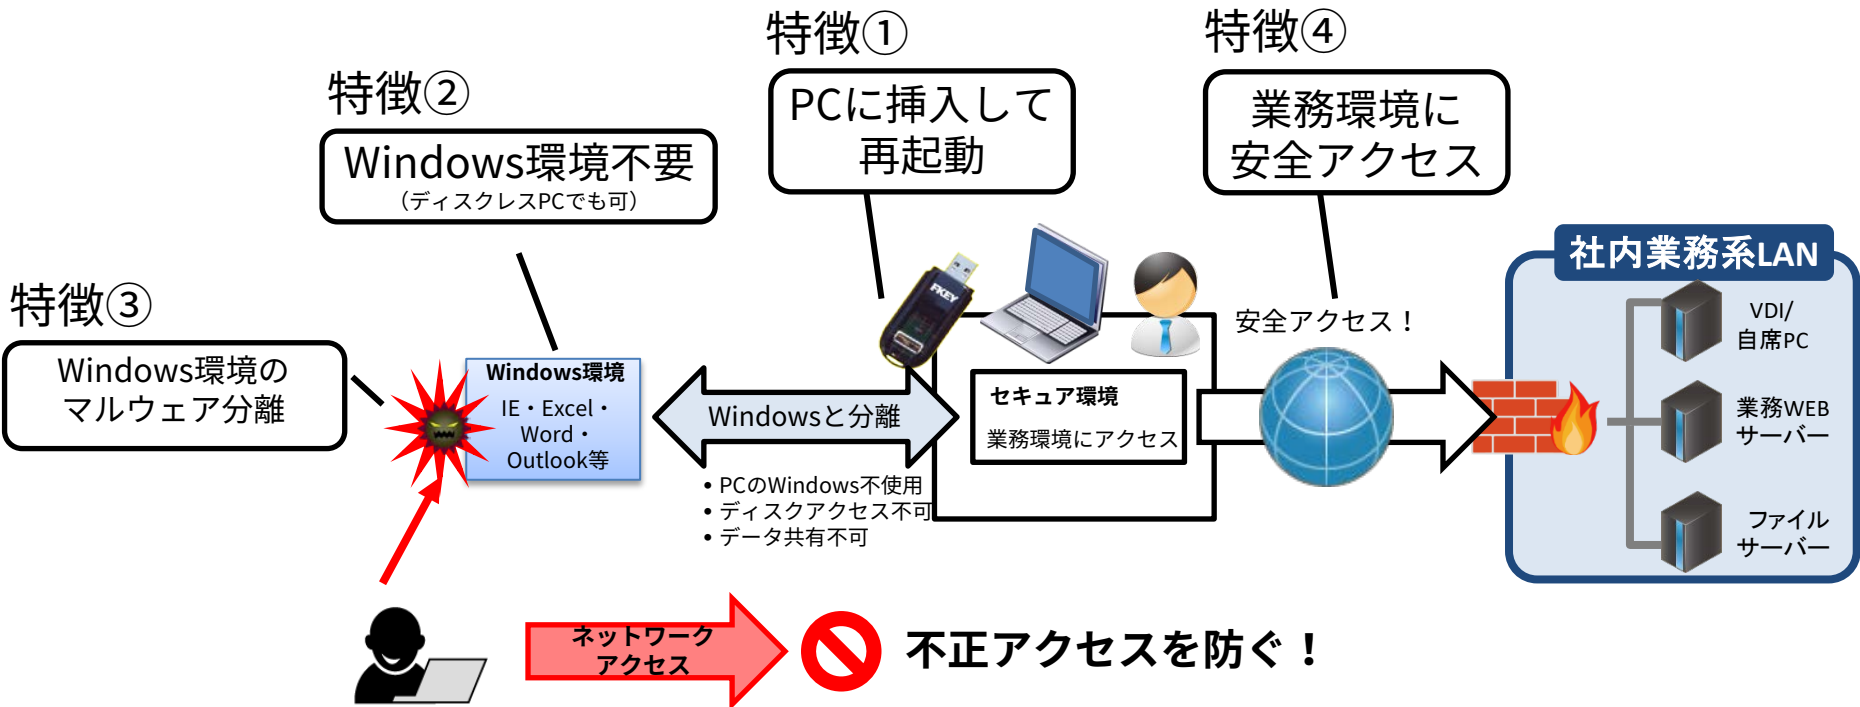 特徴①
PCに挿入して
再起動
特徴②
Windows環境不要
（ディスクレスPCでも可）
特徴③
Windows環境の
マルウェア分離
特徴④
業務環境に
安全アクセス
Windows環境
IE・Excel・
Word・
Outlook等
Windowsと分離
• PCのWindows不使用
• ディスクアクセス不可
• データ共有不可
FKEY
セキュア環境
業務環境にアクセス
安全アクセス！
社内業務系LAN
VDI/
自席PC
業務WEB
サーバー
ファイル
サーバー
ネットワーク
アクセス
不正アクセスを防ぐ！